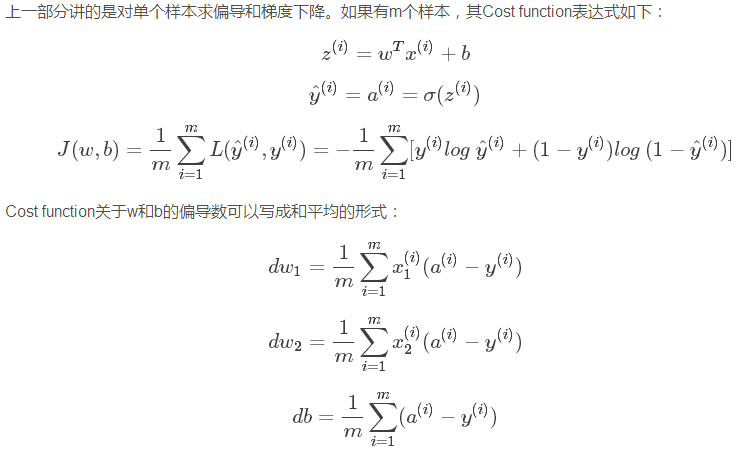 上一部分讲的是对单个样本求偏导和梯度下降。如果有m个样本，其Cost function表达式如下：
z^{(i)} = w^T x^{(i)} + b
\hat{y}^{(i)} = a^{(i)} = σ(z^{(i)})
J(w, b) = \frac{1}{m} \sum_{i=1}^{m} L(\hat{y}^{(i)}, y^{(i)}) = -\frac{1}{m} \sum_{i=1}^{m} [y^{(i)} log \hat{y}^{(i)} + (1 - y^{(i)}) log (1 - \hat{y}^{(i)})]
Cost function关于w和b的偏导数可以写成和平均的形式：
dw_1 = \frac{1}{m} \sum_{i=1}^{m} x_1^{(i)} (a^{(i)} - y^{(i)})
dw_2 = \frac{1}{m} \sum_{i=1}^{m} x_2^{(i)} (a^{(i)} - y^{(i)})
db = \frac{1}{m} \sum_{i=1}^{m} (a^{(i)} - y^{(i)})